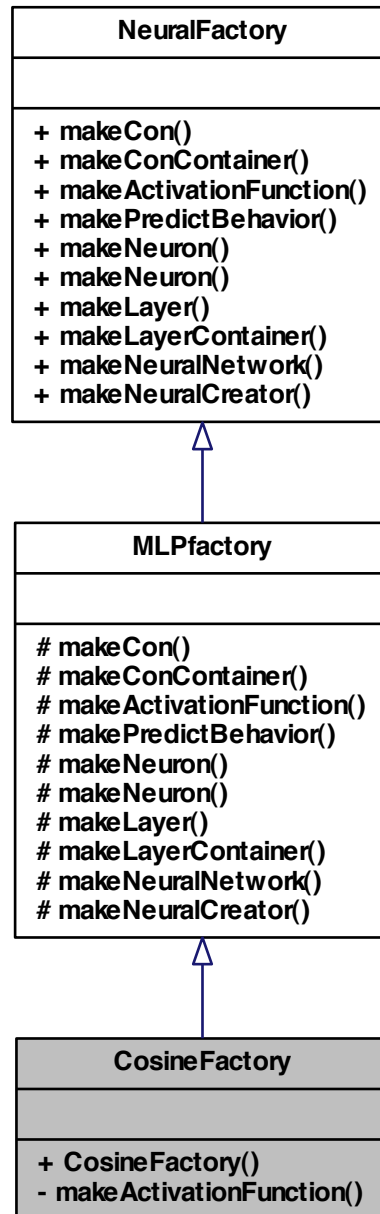 NeuralFactory
+ makeCon()
+ makeConContainer()
+ makeActivationFunction()
+ makePredictBehavior()
+ makeNeuron()
+ makeNeuron()
+ makeLayer()
+ makeLayerContainer()
+ makeNeuralNetwork()
+ makeNeuralCreator()
MLPfactory
# makeCon()
# makeConContainer()
# makeActivationFunction()
# makePredictBehavior()
# makeNeuron()
# makeNeuron()
# makeLayer()
# makeLayerContainer()
# makeNeuralNetwork()
# makeNeuralCreator()
CosineFactory
+ CosineFactory()
- makeActivationFunction()